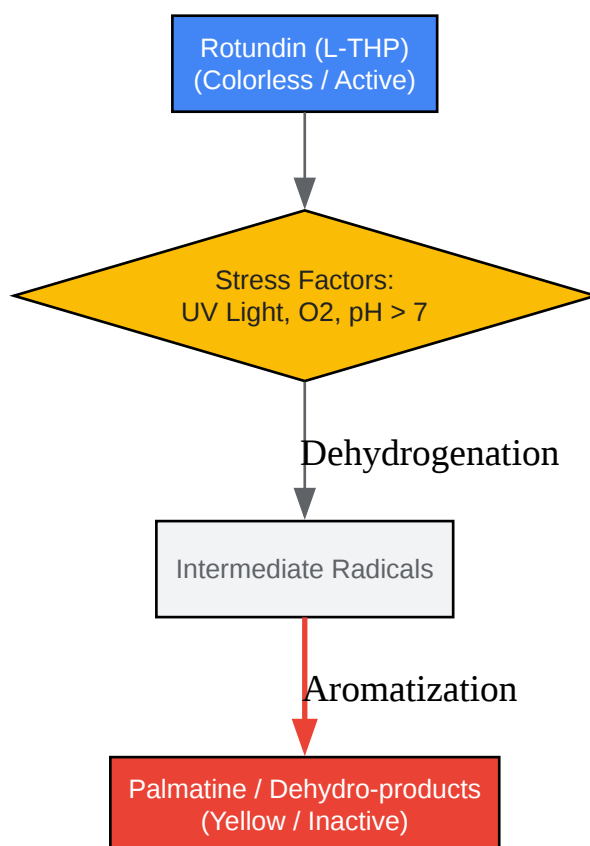 Rotundin (L-THP)
(Colorless / Active)
Stress Factors:
UV Light, O2, pH > 7
Dehydrogenation
Intermediate Radicals
Aromatization
Palmatine / Dehydro-products
(Yellow / Inactive)